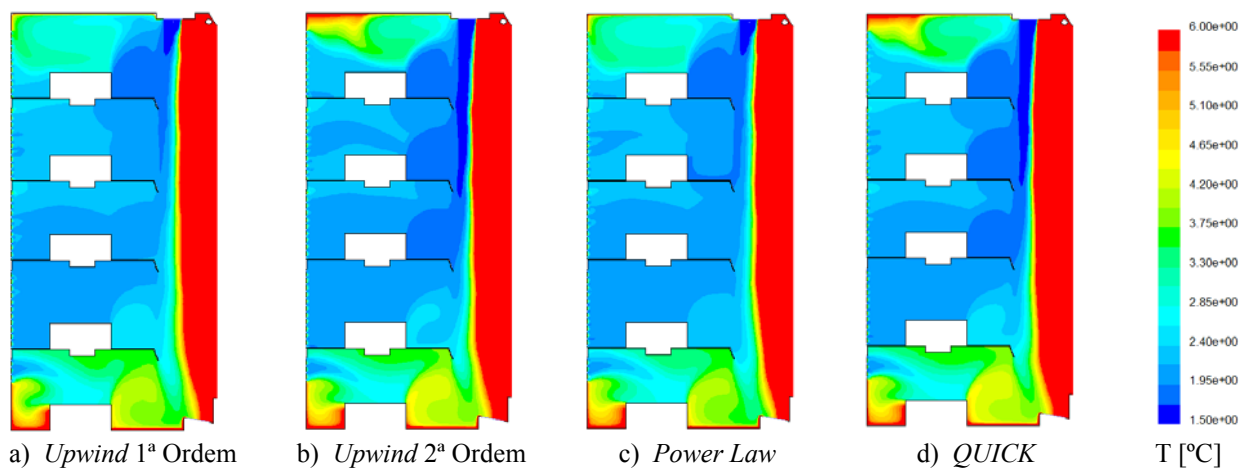 6.00e+00
5.55e+00
5.10e+00
4.65e+00
4.20e+00
3.75e+00
3.30e+00
2.85e+00
2.40e+00
1.95e+00
1.50e+00
a) Upwind 1ª Ordem
b) Upwind 2ª Ordem
c) Power Law
d) QUICK
T [ºC]